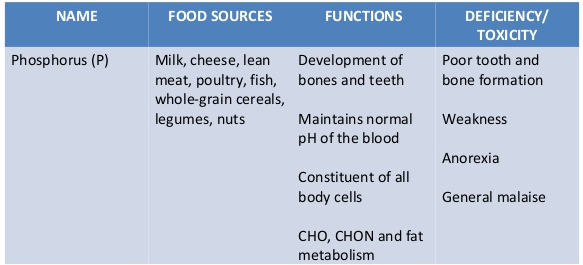 NAME
FOOD SOURCES
FUNCTIONS
DEFICIENCY/
TOXICITY
Phosphorus (P)
Milk, cheese, lean
meat, poultry, fish,
whole-grain cereals,
legumes, nuts
Development of
bones and teeth
Maintains normal
pH of the blood
Constituent of all
body cells
CHO, CHON and fat
metabolism
Poor tooth and
bone formation
Weakness
Anorexia
General malaise